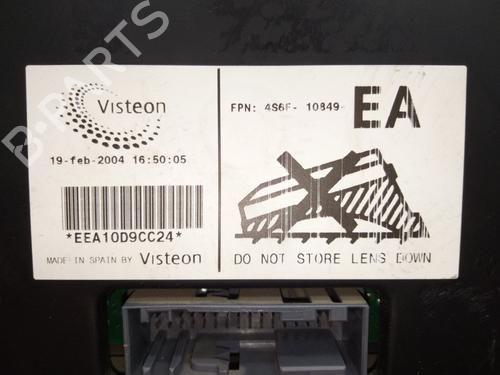 Visteon
19-feb-2004 16:50:05
*EEA10D9CC24*
MADE IN SPAIN BY Visteon
FPN: 4S6F- 10849- EA
DO NOT STORE LENS DOWN
B-PARTS